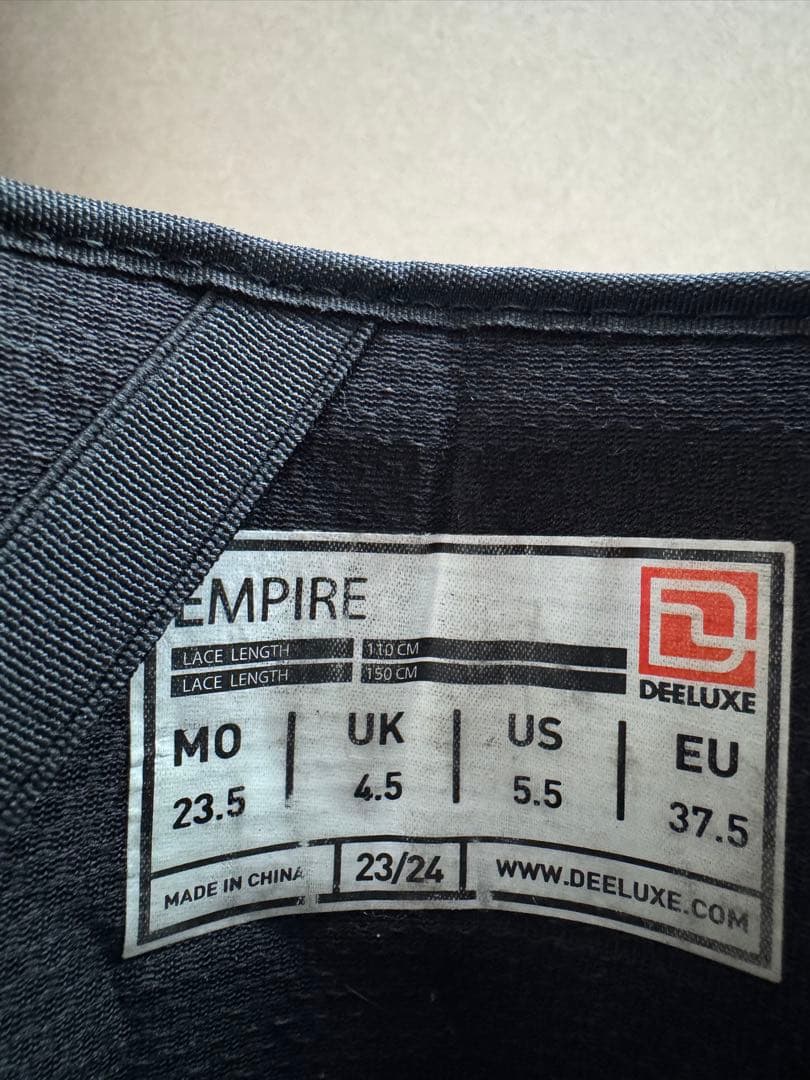 EMPIRE
LACE LENGTH 110 CM
LACE LENGTH 150 CM
DEELUXE
MO UK US EU
23.5 4.5 5.5 37.5
MADE IN CHINA 23/24 WWW.DEELUXE.COM